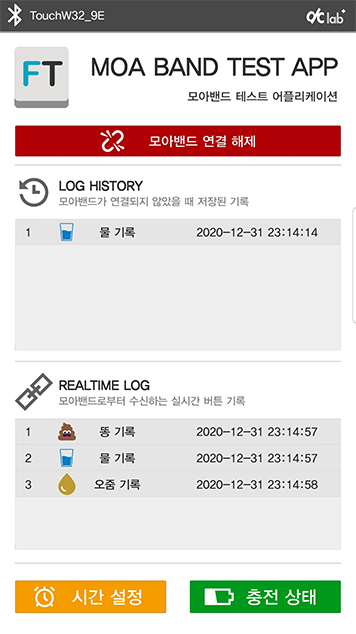 TouchW32_9E
dt lab+
FT
MOA BAND TEST APP
모아밴드 테스트 어플리케이션
모아밴드 연결 해제
LOG HISTORY
모아밴드가 연결되지 않았을 때 저장된 기록
1 물 기록 2020-12-31 23:14:14
REALTIME LOG
모아밴드로부터 수신하는 실시간 버튼 기록
1 똥 기록 2020-12-31 23:14:57
2 물 기록 2020-12-31 23:14:57
3 오줌 기록 2020-12-31 23:14:58
시간 설정
충전 상태